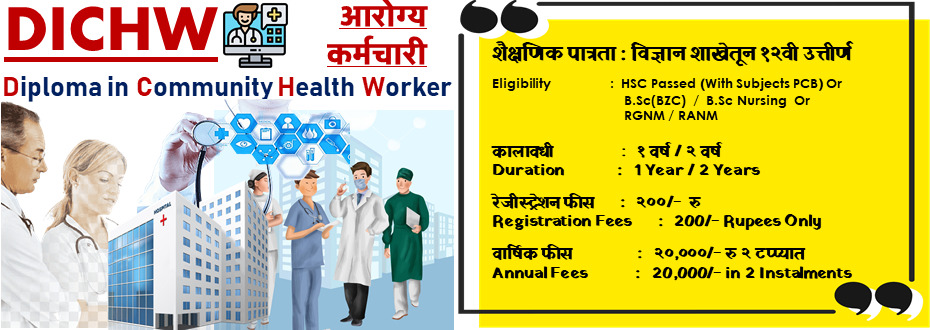 DICHW
आरोग्य
कर्मचारी
Diploma in Community Health Worker
HOSPITAL
शैक्षणिक पात्रता : विज्ञान शाखेतून १२वी उत्तीर्ण
Eligibility : HSC Passed (With Subjects PCB) Or
B.Sc(BZC) / B.Sc Nursing Or
RGNM / RANM
कालावधी : १ वर्ष / २ वर्ष
Duration : 1 Year / 2 Years
रेजीस्ट्रेशन फीस : २००/- रु
Registration Fees : 200/- Rupees Only
वार्षिक फीस : २०,०००/- रु २ टप्प्यात
Annual Fees : 20,000/- in 2 Instalments